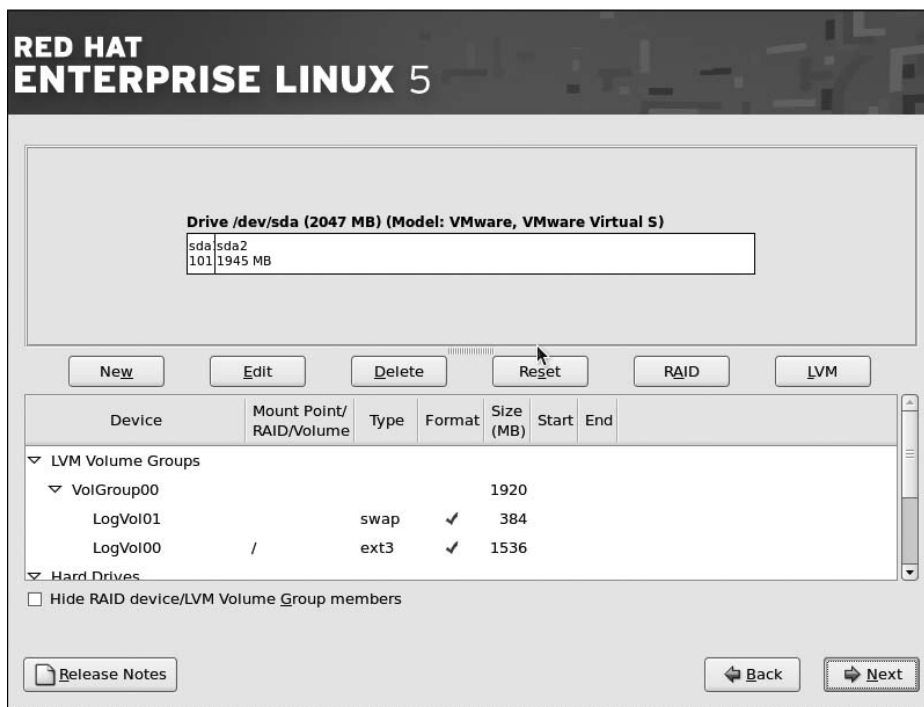 RED HAT
ENTERPRISE LINUX 5
Drive /dev/sda (2047 MB) (Model: VMware, VMware Virtual S)
sda sda2
101 1945 MB
New Edit Delete Reset RAID LVM
Device Mount Point/ RAID/Volume Type Format Size (MB) Start End
LVM Volume Groups
VolGroup00 1920
LogVol01 swap 384
LogVol00 / ext3 1536
Hard Drives
Hide RAID device/LVM Volume Group members
Release Notes Back Next